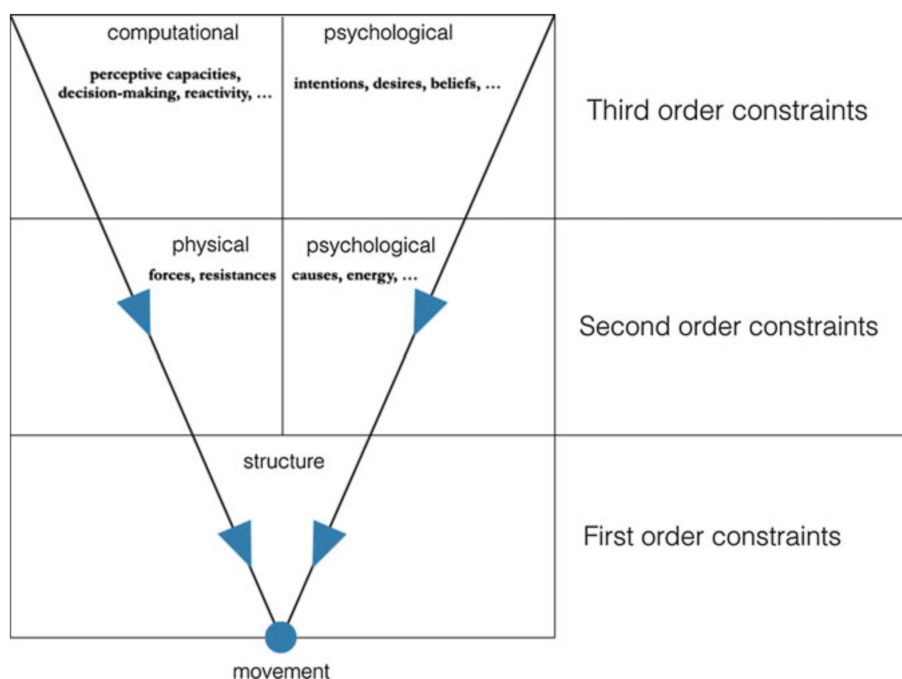 computational
psychological
perceptive capacities,
decision-making, reactivity, ...
intentions, desires, beliefs, ...
Third order constraints
physical
psychological
forces, resistances
causes, energy, ...
Second order constraints
structure
First order constraints
movement